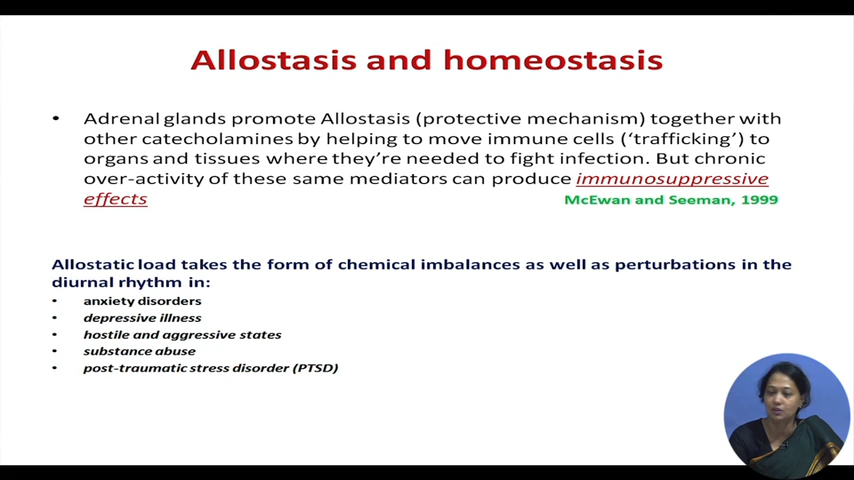 Allostasis and homeostasis
• Adrenal glands promote Allostasis (protective mechanism) together with
other catecholamines by helping to move immune cells (‘trafficking’) to
organs and tissues where they’re needed to fight infection. But chronic
over-activity of these same mediators can produce immunosuppressive
effects
McEwan and Seeman, 1999
Allostatic load takes the form of chemical imbalances as well as perturbations in the
diurnal rhythm in:
• anxiety disorders
• depressive illness
• hostile and aggressive states
• substance abuse
• post-traumatic stress disorder (PTSD)